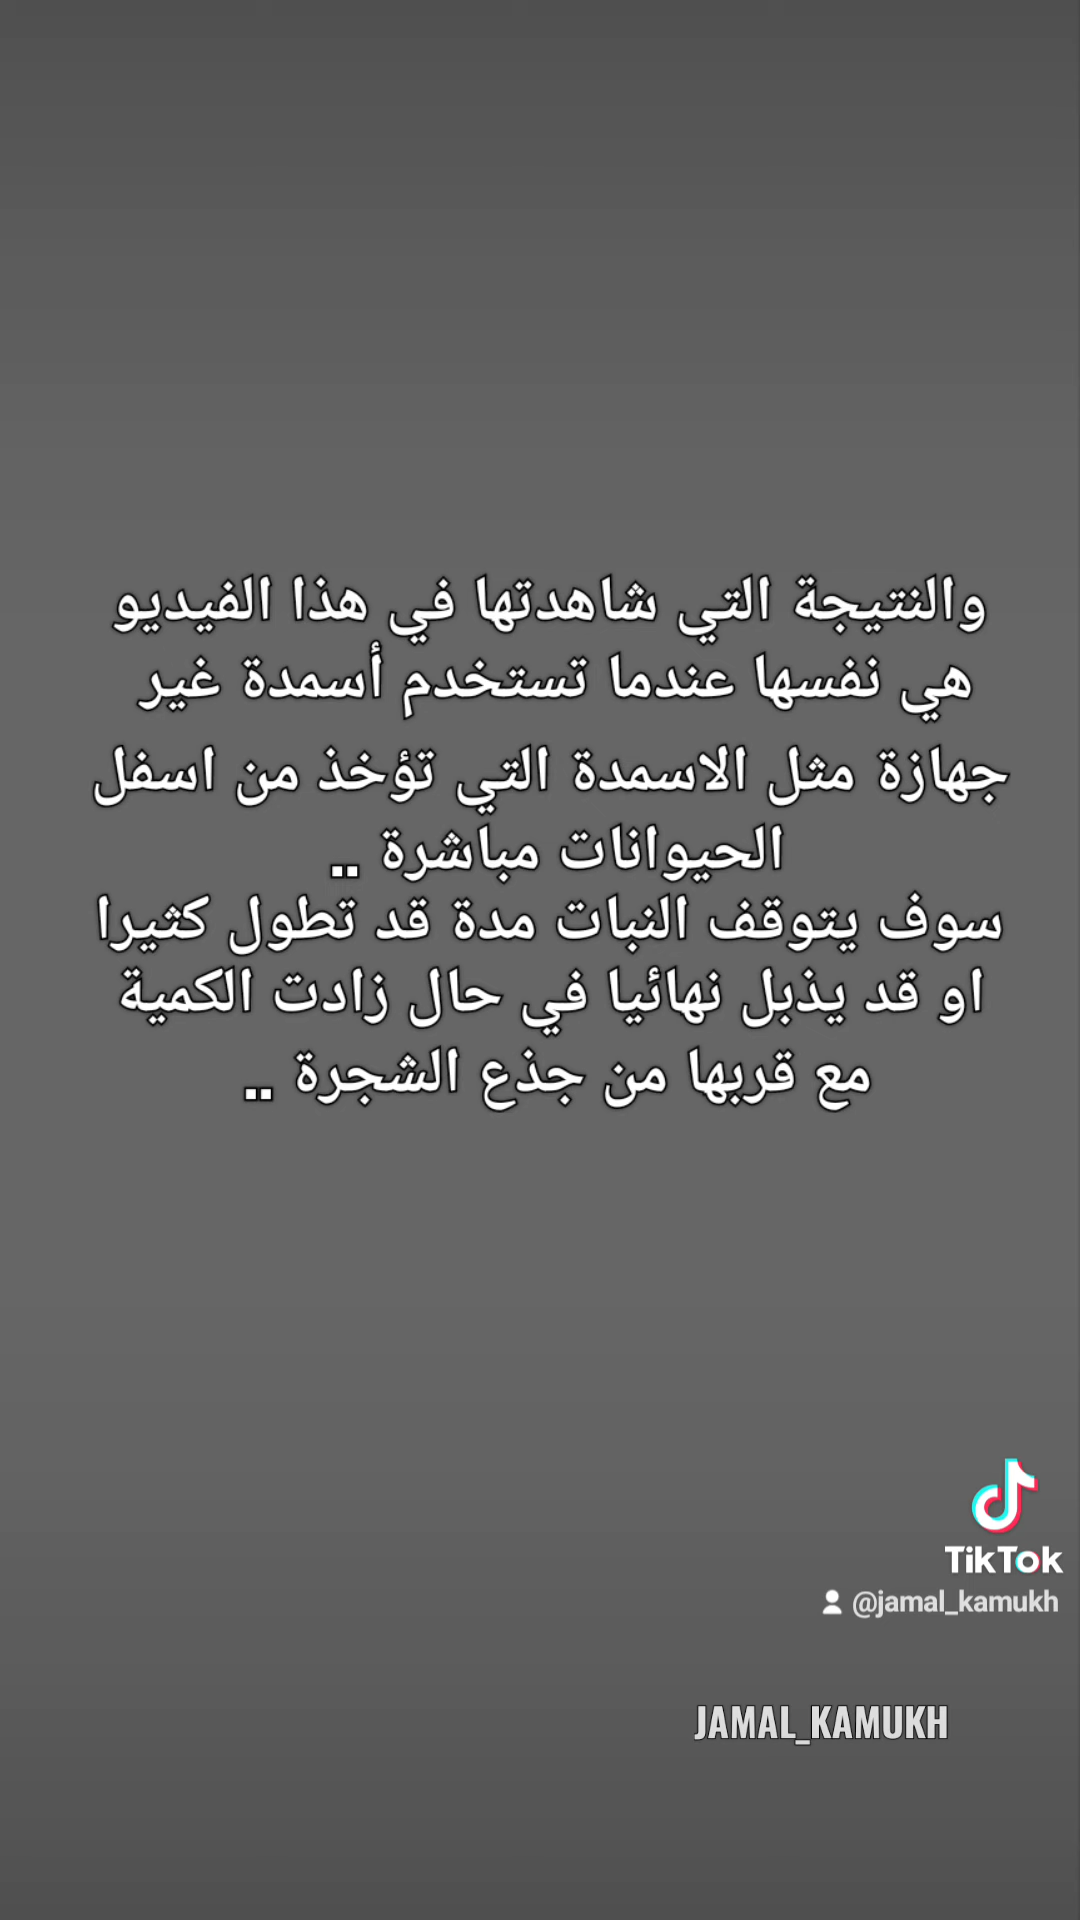 والنتيجة التي شاهدتها في هذا الفيديو
هي نفسها عندما تستخدم أسمدة غير
جهازة مثل الاسمدة التي تؤخذ من اسفل
الحيوانات مباشرة ..
سوف يتوقف النبات مدة قد تطول كثيرا
او قد يذبل نهائيا في حال زادت الكمية
مع قربها من جذع الشجرة ..
TikTok
@jamal_kamukh
JAMAL_KAMUKH